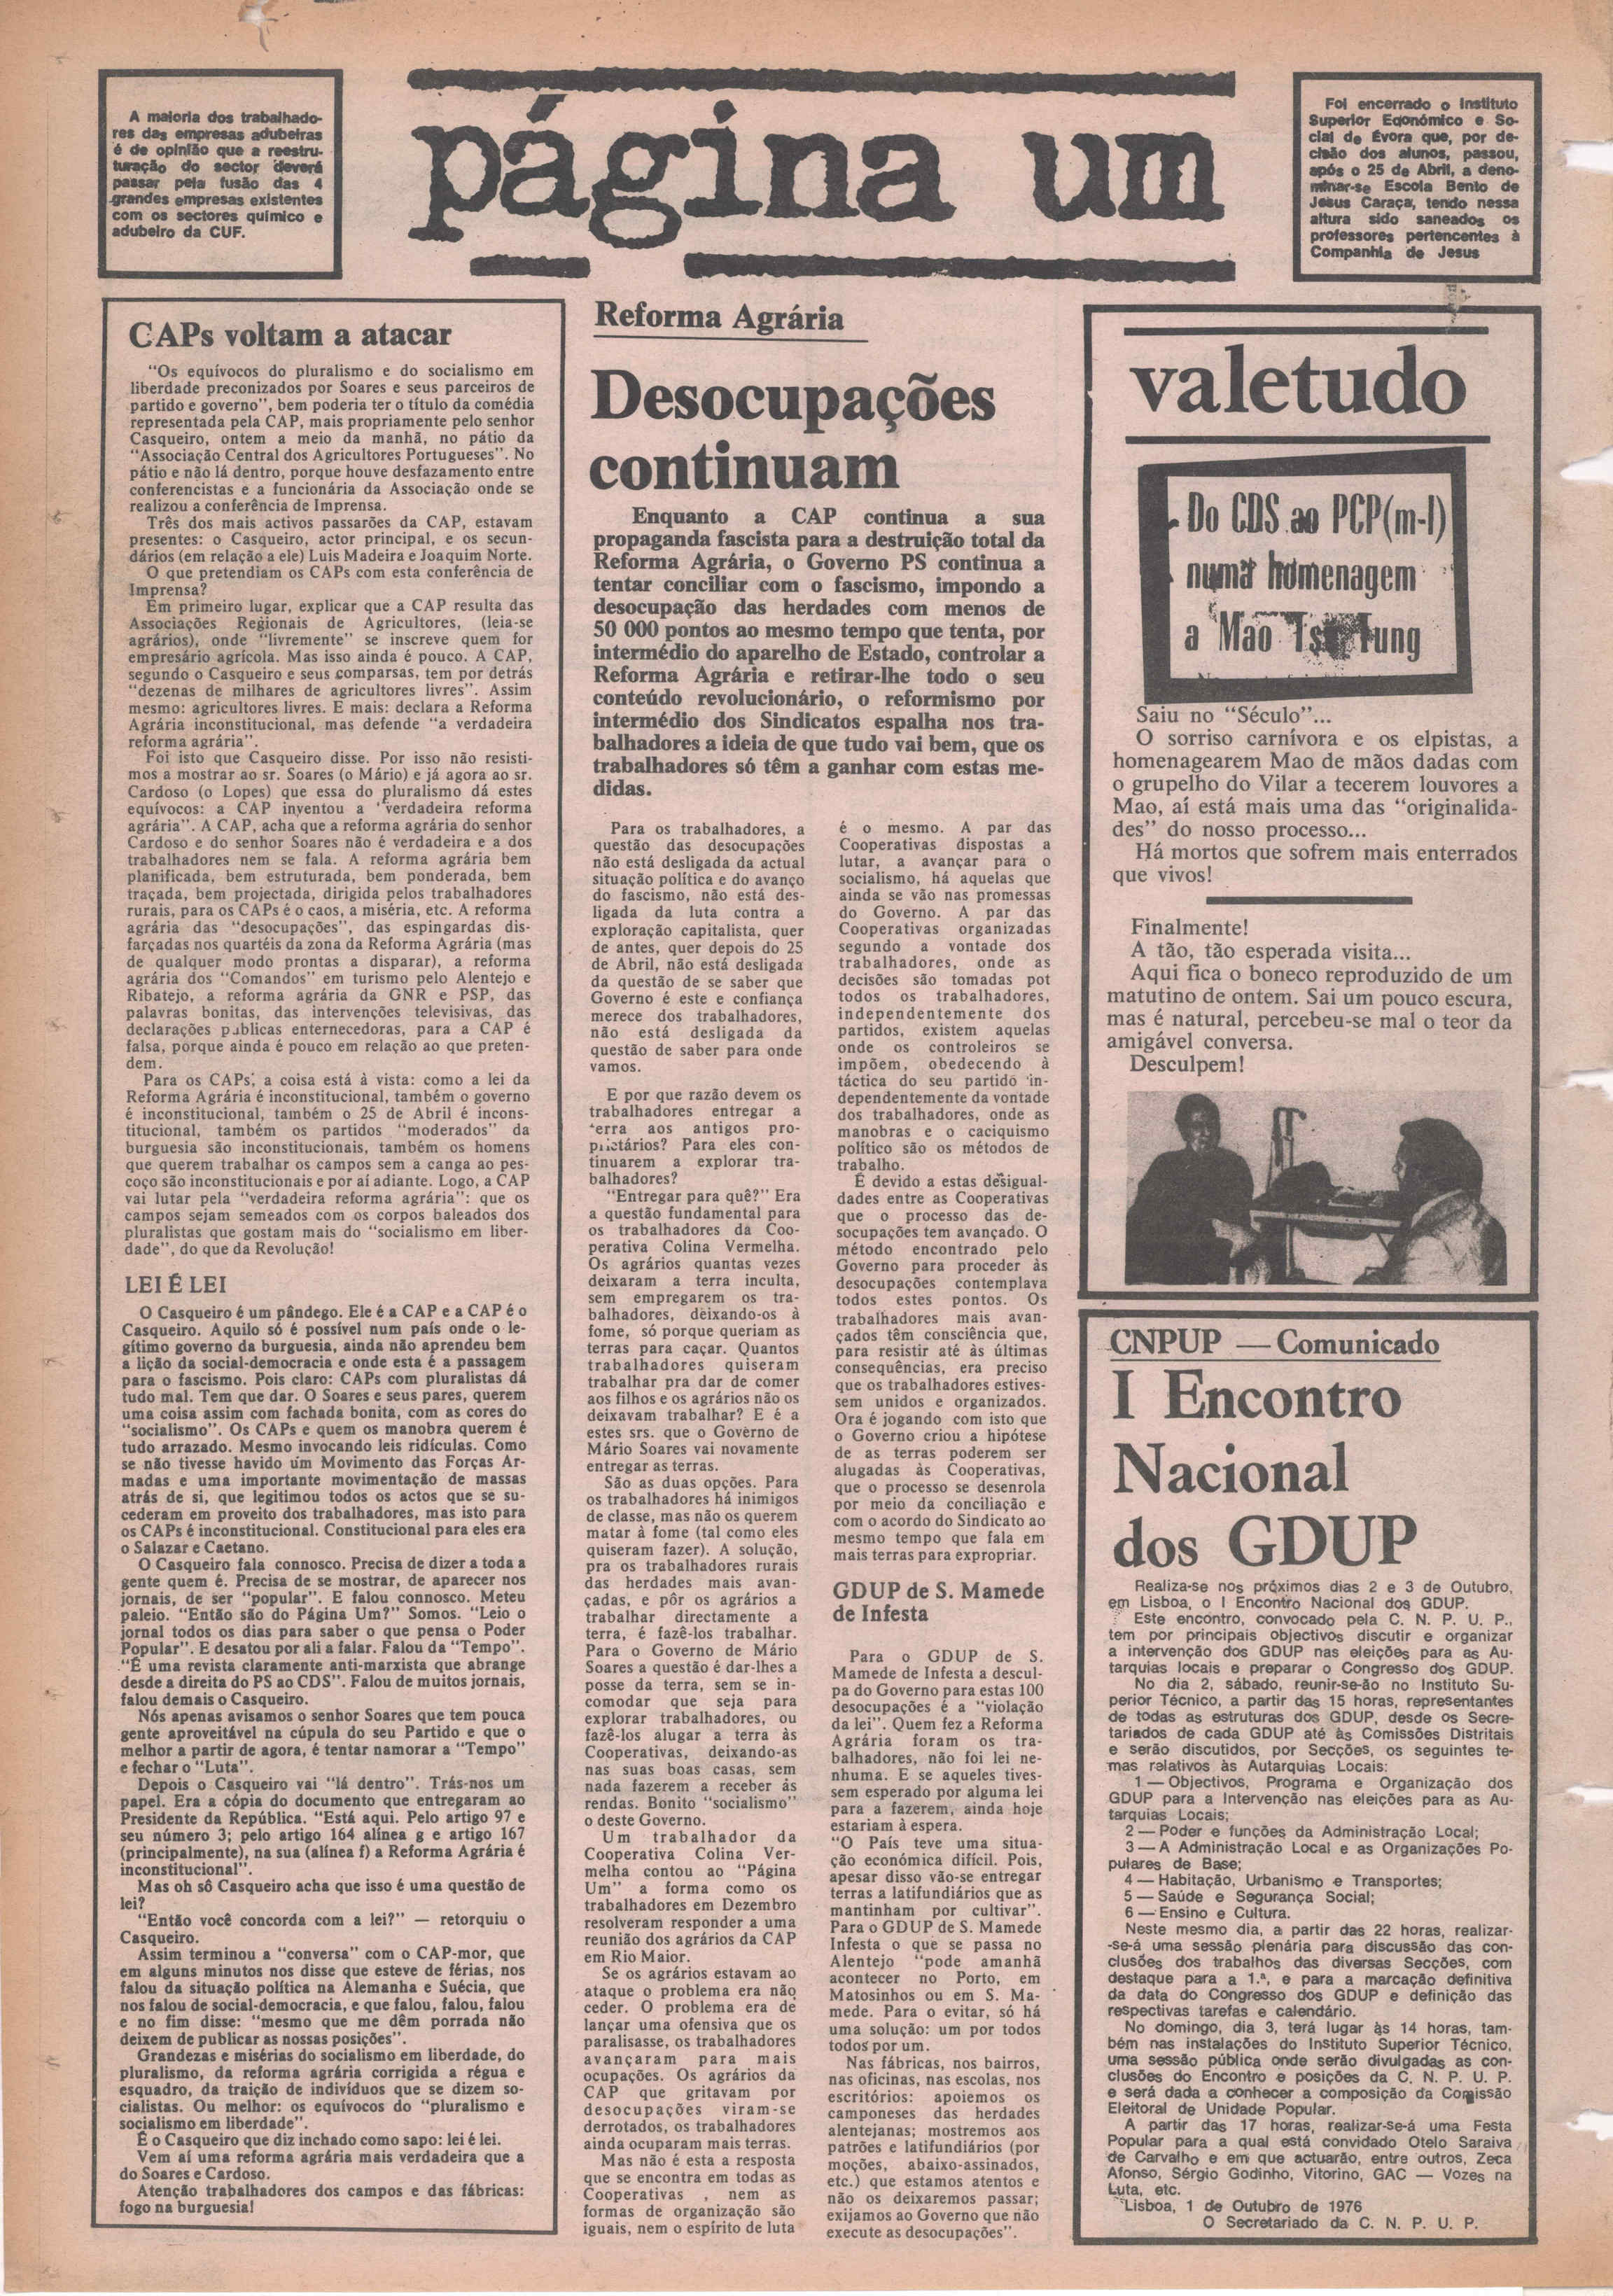 A maioria dos trabalhado-
res das empresas adubeiras
é de opinião que a reestru-
turação do sector deverá
passar pela fusão das 4
grandes empresas existentes
com os sectores químico e
adubeiro da CUF.
página um
Foi encerrado o Instituto
Superior Económico e So-
cial de Évora que, por de-
cisão dos alunos, passou,
após o 25 de Abril, a deno-
minar-se Escola Bento de
Jesus Caraça, tendo nessa
altura sido saneados os
professores pertencentes à
Companhia de Jesus
CAPs voltam a atacar
"Os equívocos do pluralismo e do socialismo em
liberdade preconizados por Soares e seus parceiros de
partido e governo", bem poderia ter o título da comédia
representada pela CAP, mais propriamente pelo senhor
Casqueiro, ontem a meio da manhã, no pátio da
"Associação Central dos Agricultores Portugueses". No
pátio e não lá dentro, porque houve desfazamento entre
conferencistas e a funcionária da Associação onde se
realizou a conferência de Imprensa.
Três dos mais activos passarões da CAP, estavam
presentes: o Casqueiro, actor principal, e os secun-
dários (em relação a ele) Luis Madeira e Joaquim Norte.
O que pretendiam os CAPs com esta conferência de
Imprensa?
Em primeiro lugar, explicar que a CAP resulta das
Associações Regionais de Agricultores, (leia-se
agrários), onde "livremente" se inscreve quem for
empresário agrícola. Mas isso ainda é pouco. A CAP,
segundo o Casqueiro e seus comparsas, tem por detrás
"dezenas de milhares de agricultores livres". Assim
mesmo: agricultores livres. E mais: declara a Reforma
Agrária inconstitucional, mas defende "a verdadeira
reforma agrária".
Foi isto que Casqueiro disse. Por isso não resisti-
mos a mostrar ao sr. Soares (o Mário) e já agora ao sr.
Cardoso (o Lopes) que essa do pluralismo dá estes
equívocos: a CAP inventou a "verdadeira reforma
agrária". A CAP, acha que a reforma agrária do senhor
Cardoso e do senhor Soares não é verdadeira e a dos
trabalhadores nem se fala. A reforma agrária bem
planificada, bem estruturada, bem ponderada, bem
traçada, bem projectada, dirigida pelos trabalhadores
rurais, para os CAPs é o caos, a miséria, etc. A reforma
agrária das "desocupações", das espingardas dis-
farçadas nos quartéis da zona da Reforma Agrária (mas
de qualquer modo prontas a disparar), a reforma
agrária dos "Comandos" em turismo pelo Alentejo e
Ribatejo, a reforma agrária da GNR e PSP, das
palavras bonitas, das intervenções televisivas, das
declarações públicas enternecedoras, para a CAP é
falsa, porque ainda é pouco em relação ao que preten-
dem.
Para os CAPs, a coisa está à vista: como a lei da
Reforma Agrária é inconstitucional, também o governo
é inconstitucional, também o 25 de Abril é incons-
titucional, também os partidos "moderados" da
burguesia são inconstitucionais, também os homens
que querem trabalhar os campos sem a canga ao pes-
coço são inconstitucionais e por aí adiante. Logo, a CAP
vai lutar pela "verdadeira reforma agrária": que os
campos sejam semeados com os corpos baleados dos
pluralistas que gostam mais do "socialismo em liber-
dade", do que da Revolução!
LEI É LEI
O Casqueiro é um pândego. Ele é a CAP e a CAP é o
Casqueiro. Aquilo só é possível num país onde o le-
gítimo governo da burguesia, ainda não aprendeu bem
a lição da social-democracia e onde esta é a passagem
para o fascismo. Pois claro: CAPs com pluralistas dá
tudo mal. Tem que dar. O Soares e seus pares, querem
uma coisa assim com fachada bonita, com as cores do
"socialismo". Os CAPs e quem os manobra querem é
tudo arrazado. Mesmo invocando leis ridículas. Como
se não tivesse havido um Movimento das Forças Ar-
madas e uma importante movimentação de massas
atrás de si, que legitimou todos os actos que se su-
cederam em proveito dos trabalhadores, mas isto para
os CAPs é inconstitucional. Constitucional para eles era
o Salazar e Caetano.
O Casqueiro fala connosco. Precisa de dizer a toda a
gente quem é. Precisa de se mostrar, de aparecer nos
jornais, de ser "popular". E falou connosco. Meteu
paleio. "Então são do Página Um?" Somos. "Leio o
jornal todos os dias para saber o que pensa o Poder
Popular". E desatou por ali a falar. Falou da "Tempo".
"É uma revista claramente anti-marxista que abrange
desde a direita do PS ao CDS". Falou de muitos jornais,
falou demais o Casqueiro.
Nós apenas avisamos o senhor Soares que tem pouca
gente aproveitável na cúpula do seu Partido e que o
melhor a partir de agora, é tentar namorar a "Tempo"
e fechar o "Luta".
Depois o Casqueiro vai "lá dentro". Trás-nos um
papel. Era a cópia do documento que entregaram ao
Presidente da República. "Está aqui. Pelo artigo 97 e
seu número 3; pelo artigo 164 alínea g e artigo 167
(principalmente), na sua (alínea f) a Reforma Agrária é
inconstitucional".
Mas oh sô Casqueiro acha que isso é uma questão de
lei?
"Então você concorda com a lei?" — retorquiu o
Casqueiro.
Assim terminou a "conversa" com o CAP-mor, que
em alguns minutos nos disse que esteve de férias, nos
falou da situação política na Alemanha e Suécia, que
nos falou de social-democracia, e que falou, falou, falou
e no fim disse: "mesmo que me dêm porrada não
deixem de publicar as nossas posições".
Grandezas e misérias do socialismo em liberdade, do
pluralismo, da reforma agrária corrigida a régua e
esquadro, da traição de indivíduos que se dizem so-
cialistas. Ou melhor: os equívocos do "pluralismo e
socialismo em liberdade".
É o Casqueiro que diz inchado como sapo: lei é lei.
Vem aí uma reforma agrária mais verdadeira que a
do Soares e Cardoso.
Atenção trabalhadores dos campos e das fábricas:
fogo na burguesia!
Reforma Agrária
Desocupações
continuam
Enquanto a CAP continua a sua
propaganda fascista para a destruição total da
Reforma Agrária, o Governo PS continua a
tentar conciliar com o fascismo, impondo a
desocupação das herdades com menos de
50 000 pontos ao mesmo tempo que tenta, por
intermédio do aparelho de Estado, controlar a
Reforma Agrária e retirar-lhe todo o seu
conteúdo revolucionário, o reformismo por
intermédio dos Sindicatos espalha nos tra-
balhadores a ideia de que tudo vai bem, que os
trabalhadores só têm a ganhar com estas me-
didas.
Para os trabalhadores, a
questão das desocupações
não está desligada da actual
situação política e do avanço
do fascismo, não está des-
ligada da luta contra a
exploração capitalista, quer
de antes, quer depois do 25
de Abril, não está desligada
da questão de se saber que
Governo é este e confiança
merece dos trabalhadores,
não está desligada da
questão de saber para onde
vamos.
E por que razão devem os
trabalhadores entregar a
terra aos antigos pro-
prietários? Para eles con-
tinuarem a explorar tra-
balhadores?
"Entregar para quê?" Era
a questão fundamental para
os trabalhadores da Coo-
perativa Colina Vermelha.
Os agrários quantas vezes
deixaram a terra inculta,
sem empregarem os tra-
balhadores, deixando-os à
fome, só porque queriam as
terras para caçar. Quantos
trabalhadores quiseram
trabalhar pra dar de comer
aos filhos e os agrários não os
deixavam trabalhar? E é a
estes srs. que o Governo de
Mário Soares vai novamente
entregar as terras.
São as duas opções. Para
os trabalhadores há inimigos
de classe, mas não os querem
matar à fome (tal como eles
quiseram fazer). A solução,
pra os trabalhadores rurais
das herdades mais avan-
çadas, e pôr os agrários a
trabalhar directamente a
terra, é fazê-los trabalhar.
Para o Governo de Mário
Soares a questão é dar-lhes a
posse da terra, sem se in-
comodar que seja para
explorar trabalhadores, ou
fazê-los alugar a terra às
Cooperativas, deixando-as
nas suas boas casas, sem
nada fazerem a receber às
rendas. Bonito "socialismo"
o deste Governo.
Um trabalhador da
Cooperativa Colina Ver-
melha contou ao "Página
Um" a forma como os
trabalhadores em Dezembro
resolveram responder a uma
reunião dos agrários da CAP
em Rio Maior.
Se os agrários estavam ao
ataque o problema era não
ceder. O problema era de
lançar uma ofensiva que os
paralisasse, os trabalhadores
avançaram para mais
ocupações. Os agrários da
CAP que gritavam por
desocupações viram-se
derrotados, os trabalhadores
ainda ocuparam mais terras.
Mas não é esta a resposta
que se encontra em todas as
Cooperativas , nem as
formas de organização são
iguais, nem o espírito de luta
é o mesmo. A par das
Cooperativas dispostas a
lutar, a avançar para o
socialismo, há aquelas que
ainda se vão nas promessas
do Governo. A par das
Cooperativas organizadas
segundo a vontade dos
trabalhadores, onde as
decisões são tomadas pot
todos os trabalhadores,
independentemente dos
partidos, existem aquelas
onde os controleiros se
impõem, obedecendo à
táctica do seu partido in-
dependentemente da vontade
dos trabalhadores, onde as
manobras e o caciquismo
político são os métodos de
trabalho.
É devido a estas desigual-
dades entre as Cooperativas
que o processo das de-
socupações tem avançado. O
método encontrado pelo
Governo para proceder às
desocupações contemplava
todos estes pontos. Os
trabalhadores mais avan-
çados têm consciência que,
para resistir até às últimas
consequências, era preciso
que os trabalhadores estives-
sem unidos e organizados.
Ora é jogando com isto que
o Governo criou a hipótese
de as terras poderem ser
alugadas às Cooperativas,
que o processo se desenrola
por meio da conciliação e
com o acordo do Sindicato ao
mesmo tempo que fala em
mais terras para expropriar.
GDUP de S. Mamede
de Infesta
Para o GDUP de S.
Mamede de Infesta a descul-
pa do Governo para estas 100
desocupações é a "violação
da lei". Quem fez a Reforma
Agrária foram os tra-
balhadores, não foi lei ne-
nhuma. E se aqueles tives-
sem esperado por alguma lei
para a fazerem, ainda hoje
estariam à espera.
"O País teve uma situa-
ção económica difícil. Pois,
apesar disso vão-se entregar
terras a latifundiários que as
mantinham por cultivar".
Para o GDUP de S. Mamede
Infesta o que se passa no
Alentejo "pode amanhã
acontecer no Porto, em
Matosinhos ou em S. Ma-
mede. Para o evitar, só há
uma solução: um por todos
todos por um.
Nas fábricas, nos bairros,
nas oficinas, nas escolas, nos
escritórios: apoiemos os
camponeses das herdades
alentejanas; mostremos aos
patrões e latifundiários (por
moções, abaixo-assinados,
etc.) que estamos atentos e
não os deixaremos passar;
exijamos ao Governo que não
execute as desocupações".
valetudo
Do CDS ao PCP(m-l)
numa homenagem
a Mao Tse Tung
Saiu no "Século"...
O sorriso carnívora e os elpistas, a
homenagearem Mao de mãos dadas com
o grupelho do Vilar a tecerem louvores a
Mao, aí está mais uma das "originalida-
des" do nosso processo...
Há mortos que sofrem mais enterrados
que vivos!
Finalmente!
A tão, tão esperada visita...
Aqui fica o boneco reproduzido de um
matutino de ontem. Sai um pouco escura,
mas é natural, percebeu-se mal o teor da
amigável conversa.
Desculpem!
CNPUP — Comunicado
I Encontro
Nacional
dos GDUP
Realiza-se nos próximos dias 2 e 3 de Outubro,
em Lisboa, o I Encontro Nacional dos GDUP.
Este encontro, convocado pela C. N. P. U. P.,
tem por principais objectivos discutir e organizar
a intervenção dos GDUP nas eleições para as Au-
tarquias locais e preparar o Congresso dos GDUP.
No dia 2, sábado, reunir-se-ão no Instituto Su-
perior Técnico, a partir das 15 horas, representantes
de todas as estruturas dos GDUP, desde os Secre-
tariados de cada GDUP até às Comissões Distritais
e serão discutidos, por Secções, os seguintes te-
mas relativos às Autarquias Locais:
1 — Objectivos, Programa e Organização dos
GDUP para a Intervenção nas eleições para as Au-
tarquias Locais;
2 — Poder e funções da Administração Local;
3 — A Administração Local e as Organizações Po-
pulares de Base;
4 — Habitação, Urbanismo e Transportes;
5 — Saúde e Segurança Social;
6 — Ensino e Cultura.
Neste mesmo dia, a partir das 22 horas, realizar-
-se-á uma sessão plenária para discussão das con-
clusões dos trabalhos das diversas Secções, com
destaque para a 1.ª, e para a marcação definitiva
da data do Congresso dos GDUP e definição das
respectivas tarefas e calendário.
No domingo, dia 3, terá lugar às 14 horas, tam-
bém nas instalações do Instituto Superior Técnico,
uma sessão pública onde serão divulgadas as con-
clusões do Encontro e posições da C. N. P. U. P.
e será dada a conhecer a composição da Comissão
Eleitoral de Unidade Popular.
A partir das 17 horas, realizar-se-á uma Festa
Popular para a qual está convidado Otelo Saraiva
de Carvalho e em que actuarão, entre outros, Zeca
Afonso, Sérgio Godinho, Vitorino, GAC — Vozes na
Luta, etc.
Lisboa, 1 de Outubro de 1976
O Secretariado da C. N. P. U. P.